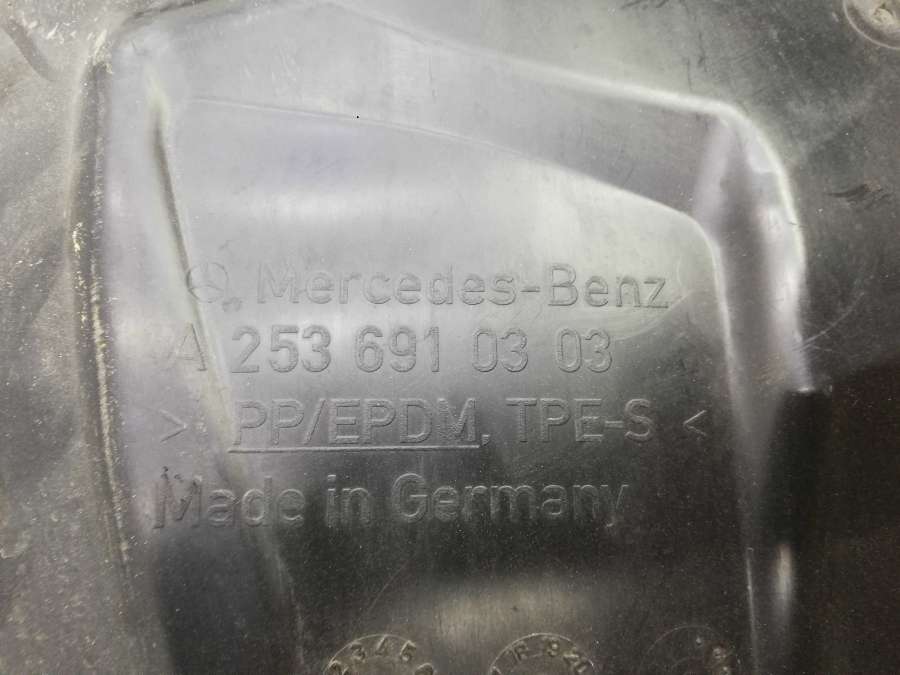 Mercedes-Benz
A 253 691 03 03
> PP/EPDM, TPE-S <
Made in Germany